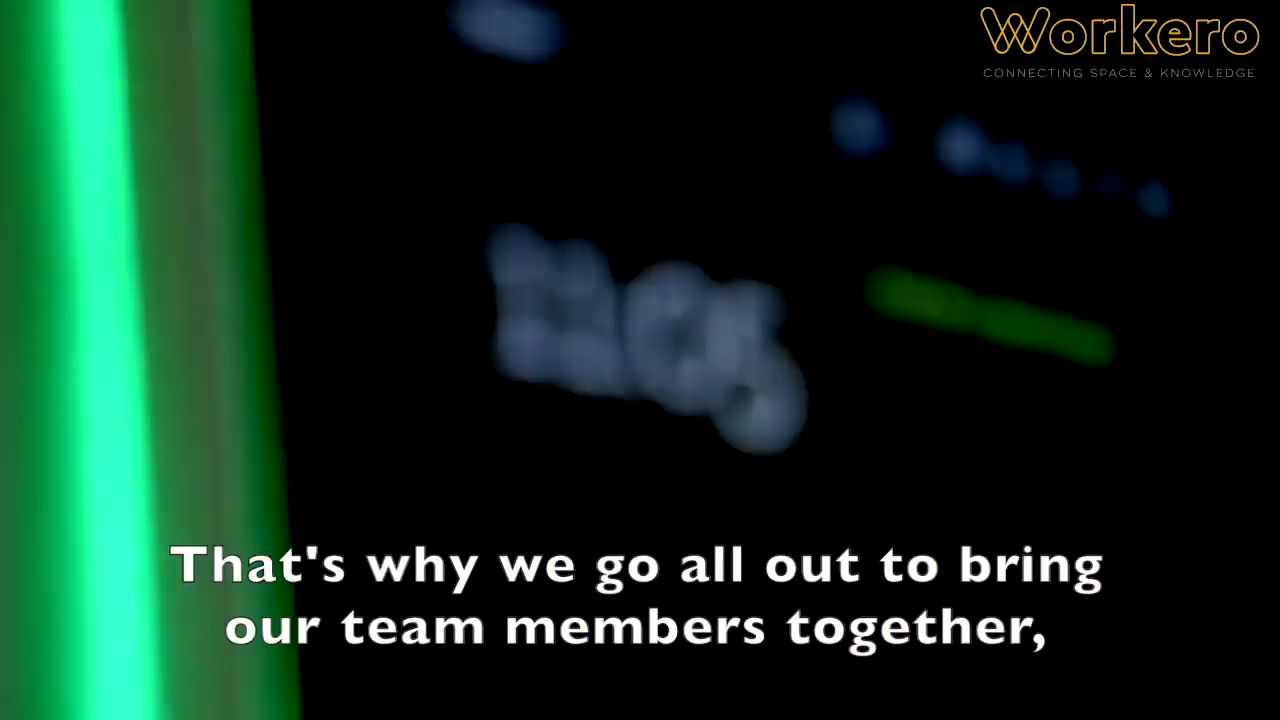 Workero
CONNECTING SPACE & KNOWLEDGE
That's why we go all out to bring
our team members together,